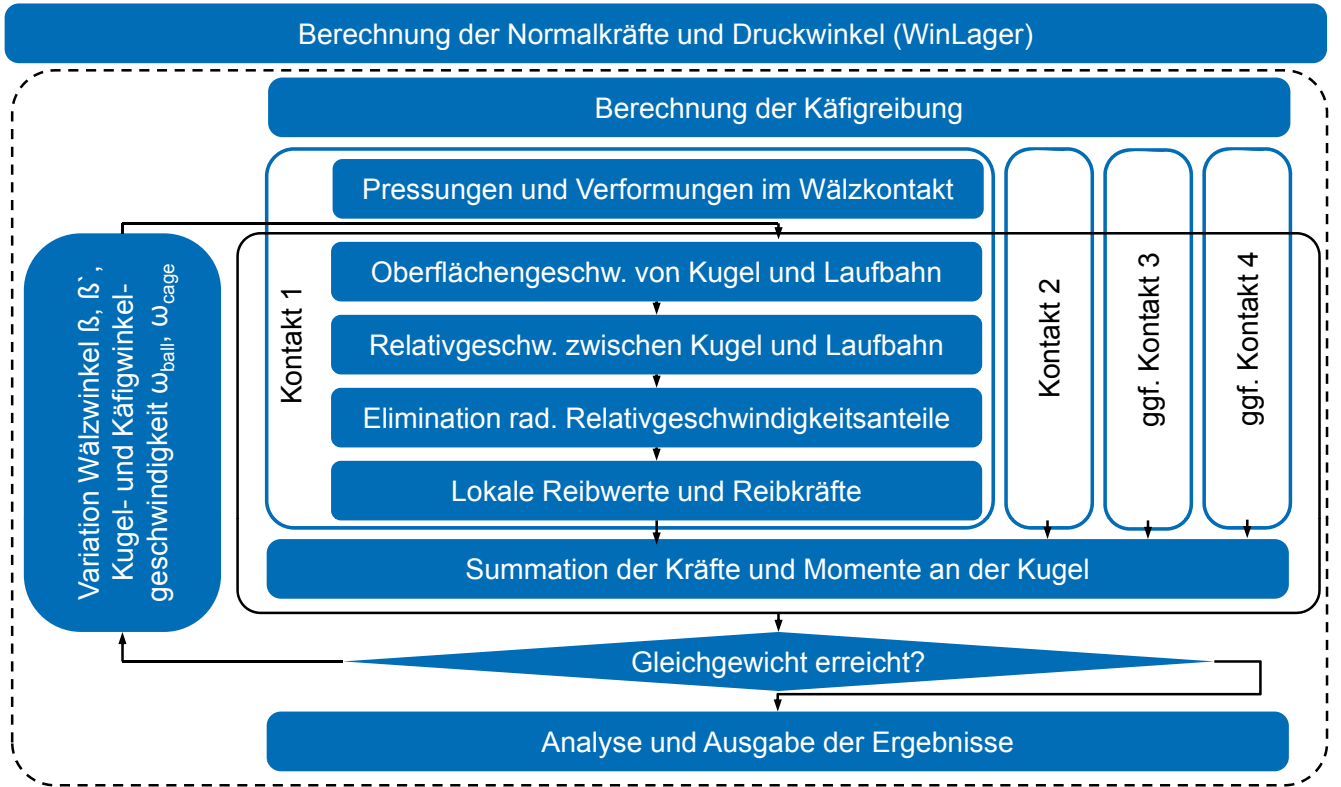 Berechnung der Normalkräfte und Druckwinkel (WinLager)
Berechnung der Käfigreibung
Kontakt 1
Pressungen und Verformungen im Wälzkontakt
Oberflächengeschw. von Kugel und Laufbahn
Relativgeschw. zwischen Kugel und Laufbahn
Elimination rad. Relativgeschwindigkeitsanteile
Lokale Reibwerte und Reibkräfte
Kontakt 2
ggf. Kontakt 3
ggf. Kontakt 4
Variation Wälzwinkel ß, ß`,
Kugel- und Käfigwinkel-
geschwindigkeit ω_ball, ω_cage
Summation der Kräfte und Momente an der Kugel
Gleichgewicht erreicht?
Analyse und Ausgabe der Ergebnisse